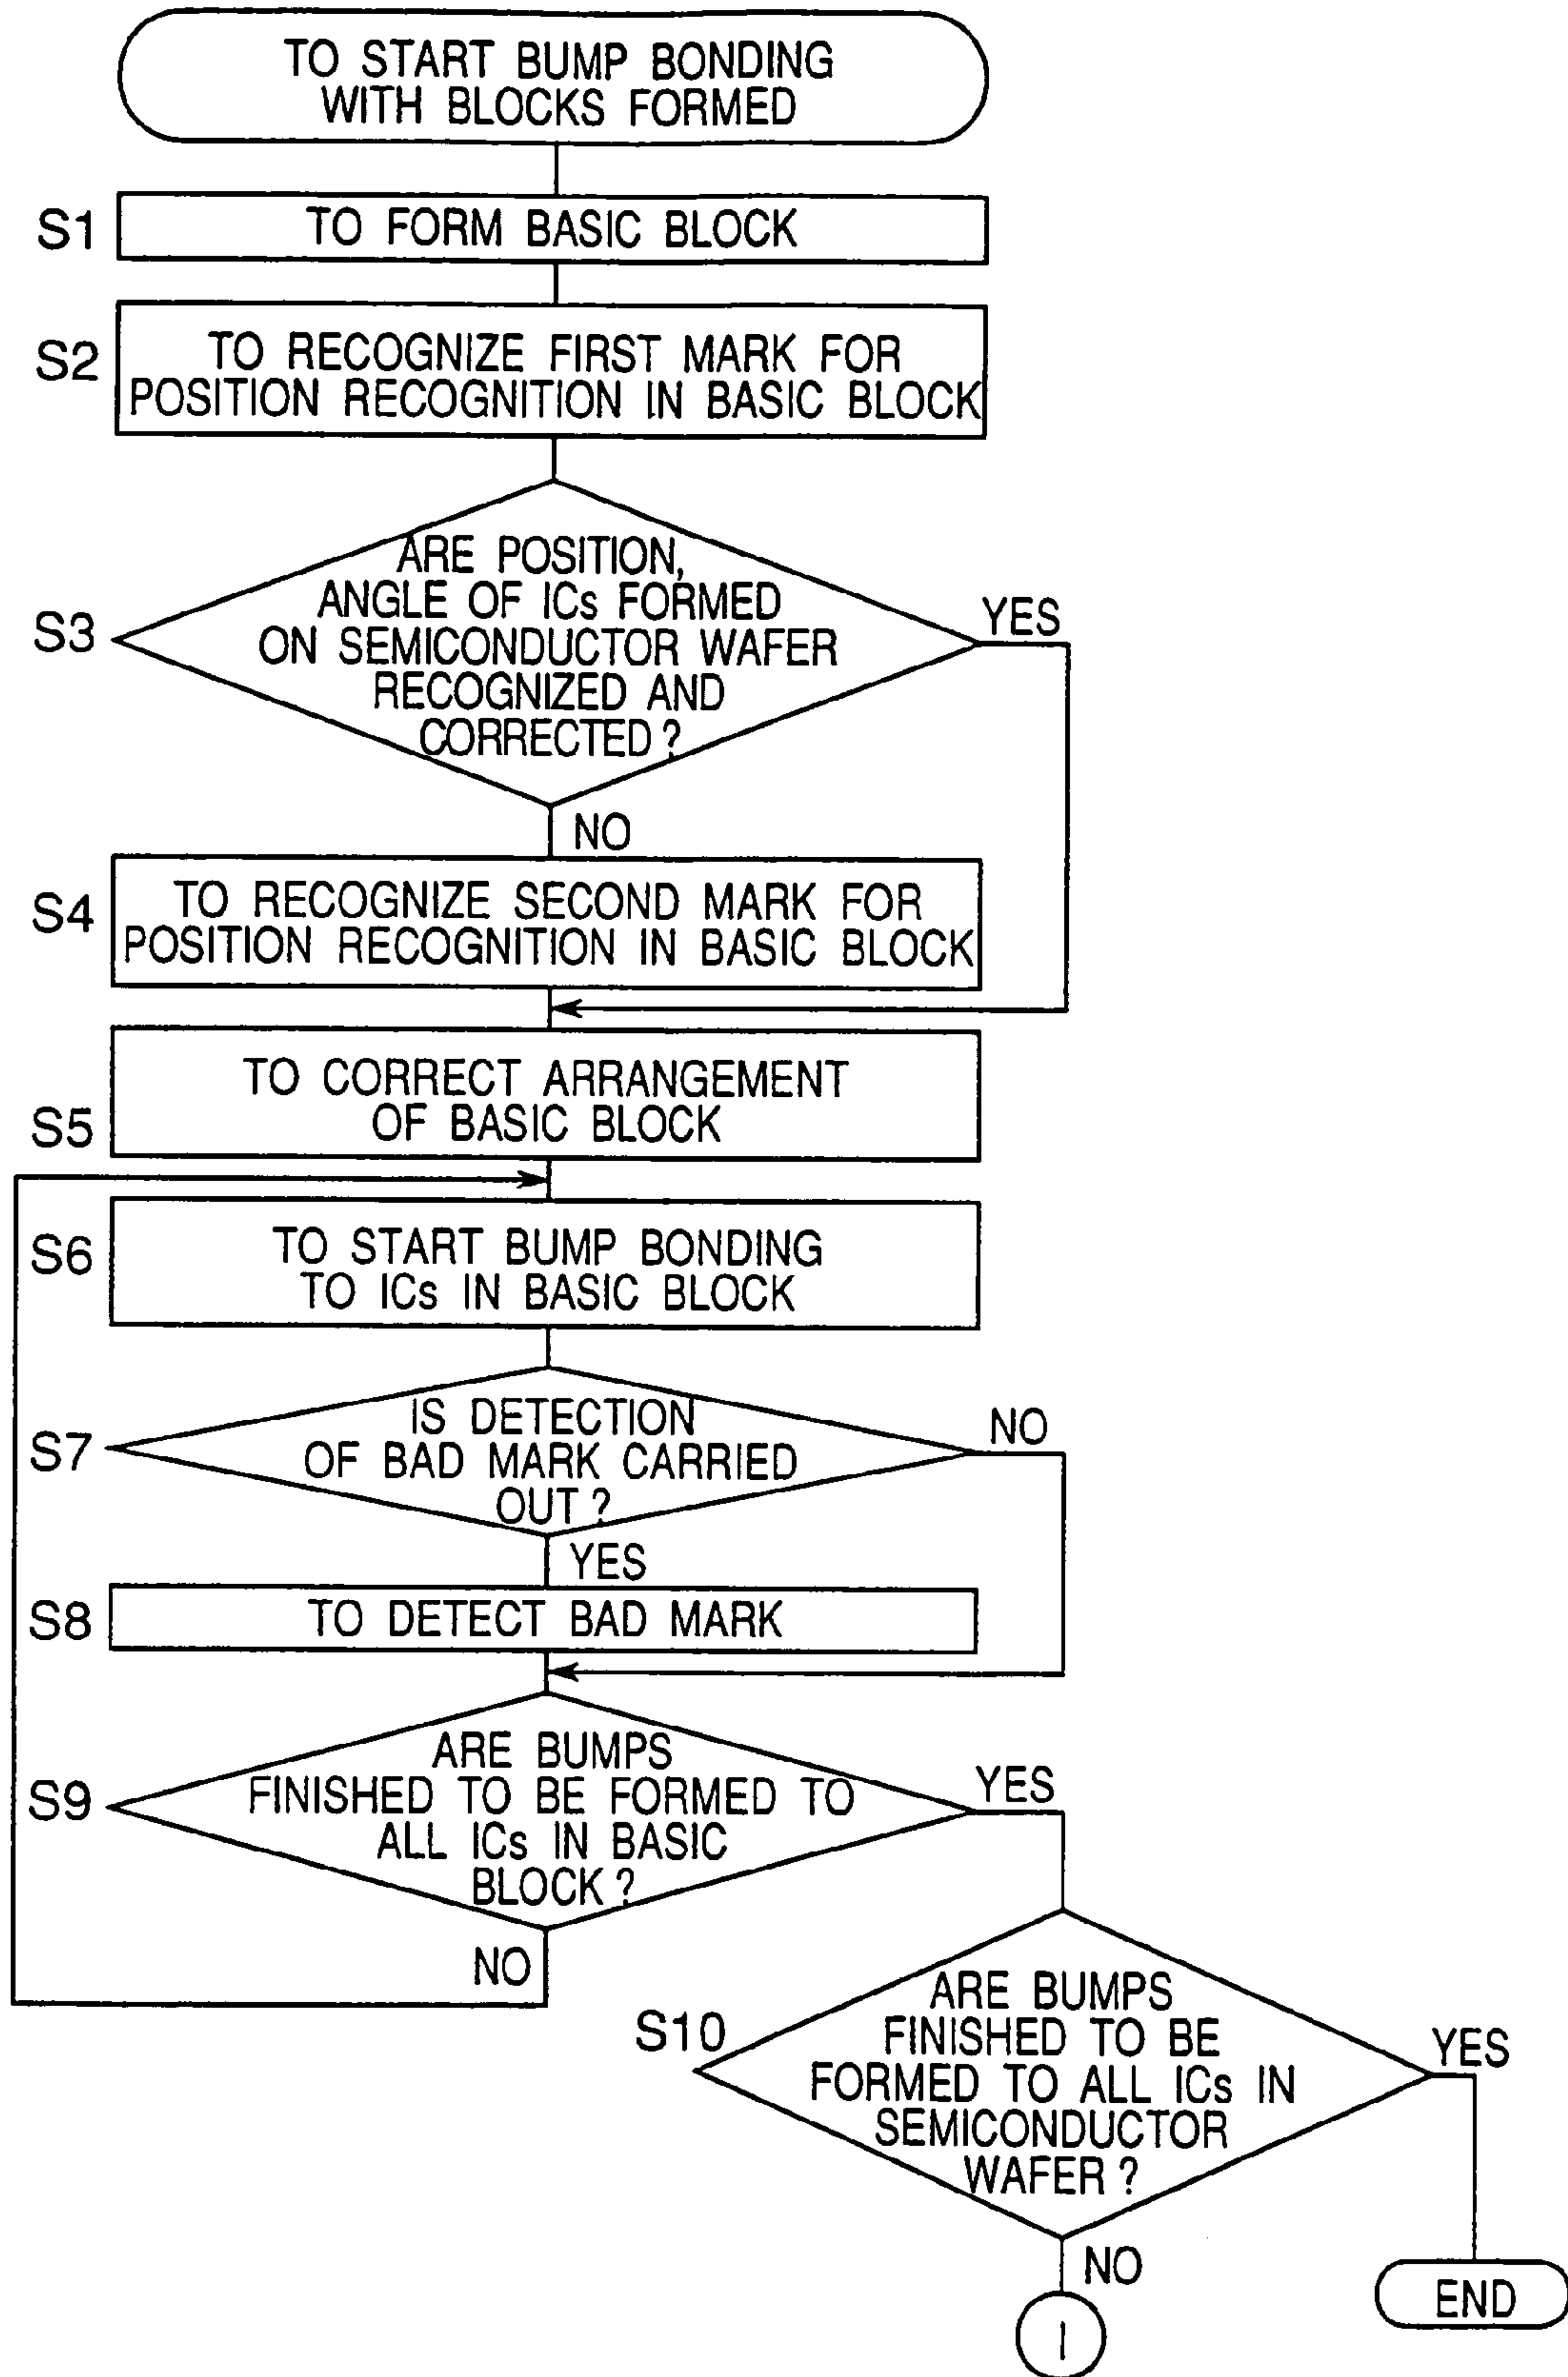 TO START BUMP BONDING
WITH BLOCKS FORMED
S1
TO FORM BASIC BLOCK
S2
TO RECOGNIZE FIRST MARK FOR
POSITION RECOGNITION IN BASIC BLOCK
S3
ARE POSITION,
ANGLE OF ICs FORMED
ON SEMICONDUCTOR WAFER
RECOGNIZED AND
CORRECTED?
YES
NO
S4
TO RECOGNIZE SECOND MARK FOR
POSITION RECOGNITION IN BASIC BLOCK
S5
TO CORRECT ARRANGEMENT
OF BASIC BLOCK
S6
TO START BUMP BONDING
TO ICs IN BASIC BLOCK
S7
IS DETECTION
OF BAD MARK CARRIED
OUT?
NO
YES
S8
TO DETECT BAD MARK
S9
ARE BUMPS
FINISHED TO BE FORMED TO
ALL ICs IN BASIC
BLOCK?
YES
NO
S10
ARE BUMPS
FINISHED TO BE
FORMED TO ALL ICs IN
SEMICONDUCTOR
WAFER?
YES
NO
I
END